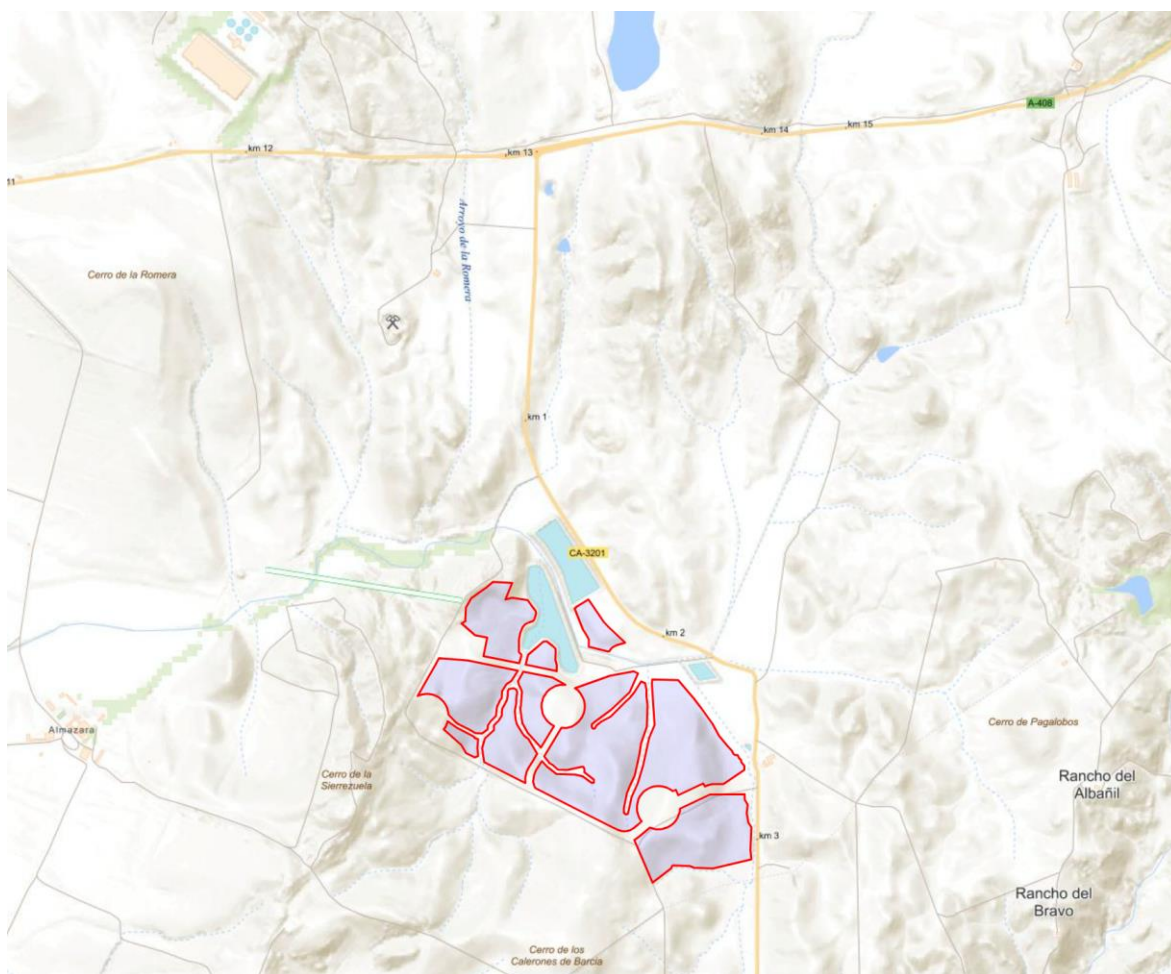 A-408
km 14
km 15
km 12
km 13
11
Arroyo de la Romera
Cerro de la Romera
km 1
CA-3201
km 2
Almazara
Cerro de Pagalobos
Cerro de la
Sierrezuela
Rancho del
Albañil
km 3
Rancho del
Bravo
Cerro de los
Calerones de Barcia